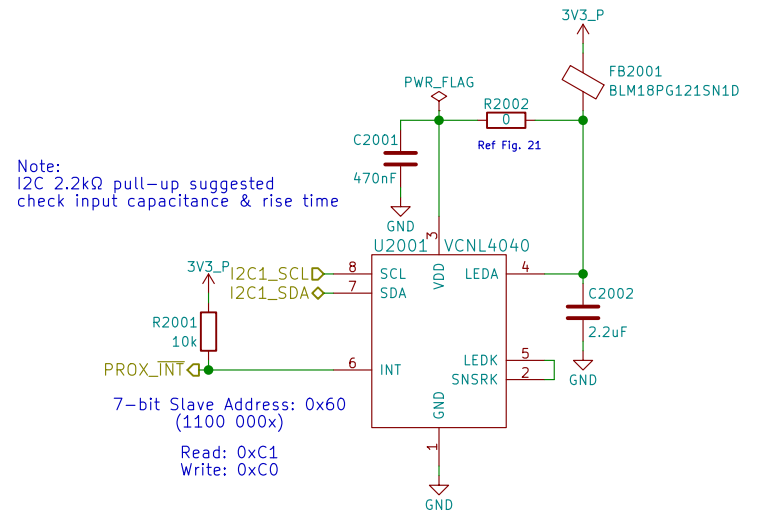 3V3_P
FB2001
BLM18PG121SN1D
PWR_FLAG
R2002
0
Ref Fig. 21
C2001
470nF
GND
Note:
I2C 2.2kΩ pull-up suggested
check input capacitance & rise time
U2001 VCNL4040
3
VDD
3V3_P
I2C1_SCL 8 SCL
I2C1_SDA 7 SDA
LEDA 4
C2002
2.2uF
GND
R2001
10k
PROX_INT 6 INT
LEDK 5
SNSRK 2
GND
1
GND
7-bit Slave Address: 0x60
(1100 000x)
Read: 0xC1
Write: 0xC0